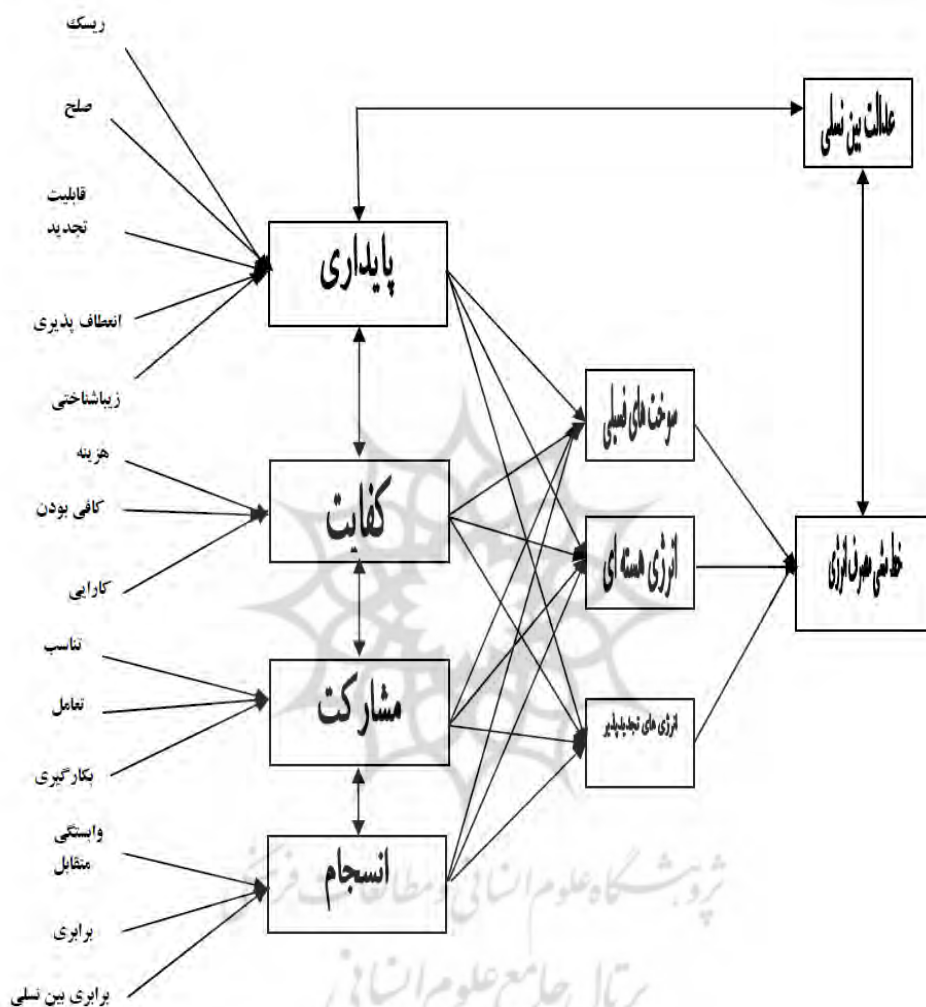 ریسک
صلح
قابلیت
تجدید
انعطاف پذیری
زیباشناختی
هزینه
کافی بودن
کارایی
تناسب
تعامل
بکارگیری
وابستگی
متقابل
برابری
برابری بین نسلی
پایداری
کفایت
مشارکت
انسجام
سوخت های فسیلی
انرژی هسته ای
انرژی های تجدیدپذیر
عدالت بین نسلی
خط مشی مصرف انرژی
پژوهشگاه علوم انسانی و مطالعات فرهنگی
پرتال جامع علوم انسانی